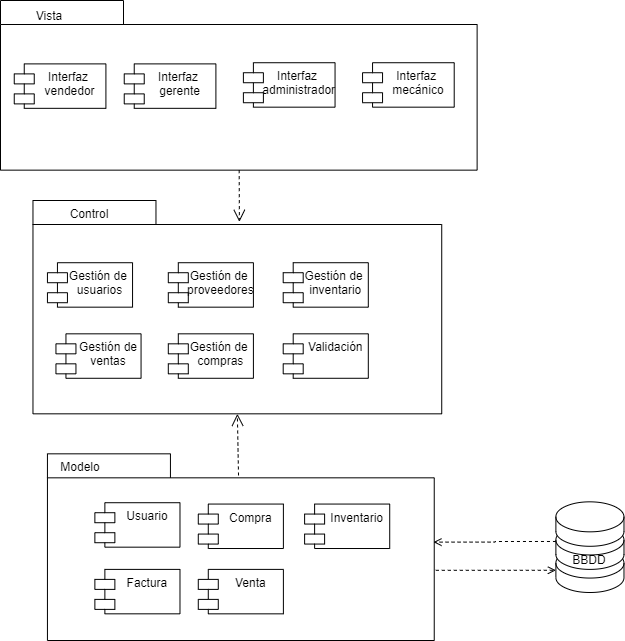 Vista
Interfaz
vendedor
Interfaz
gerente
Interfaz
administrador
Interfaz
mecánico
Control
Gestión de
usuarios
Gestión de
proveedores
Gestión de
inventario
Gestión de
ventas
Gestión de
compras
Validación
Modelo
Usuario
Compra
Inventario
Factura
Venta
BBDD